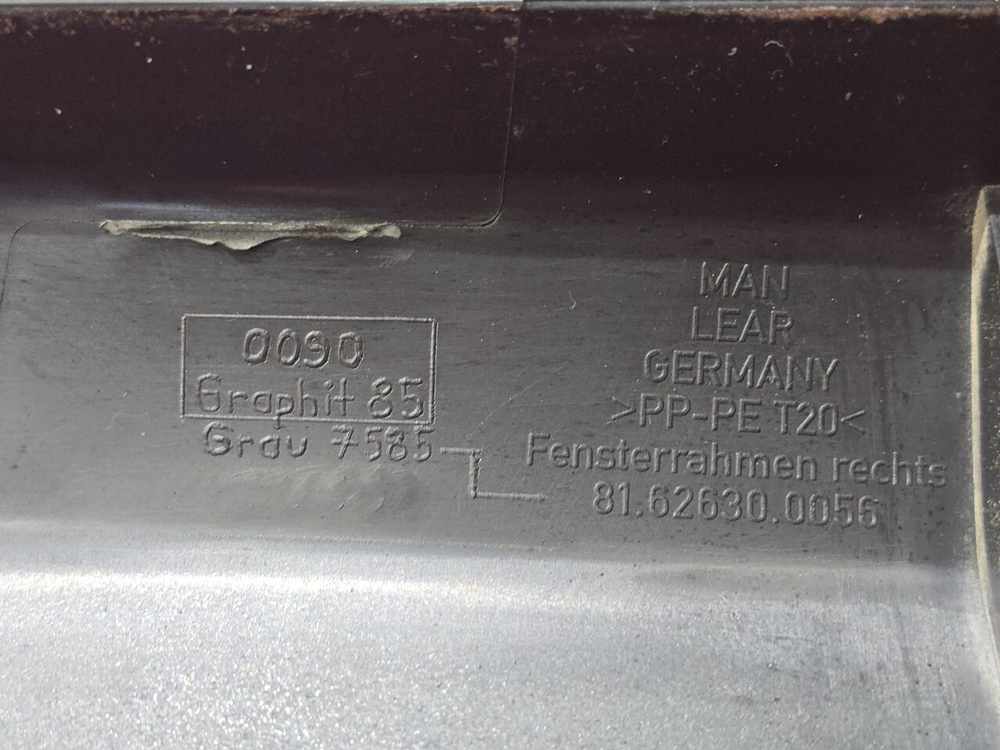 0090
Graphit 85
Grau 7585
MAN
LEAR
GERMANY
>PP-PE T20<
Fensterrahmen rechts
81.62630.0056